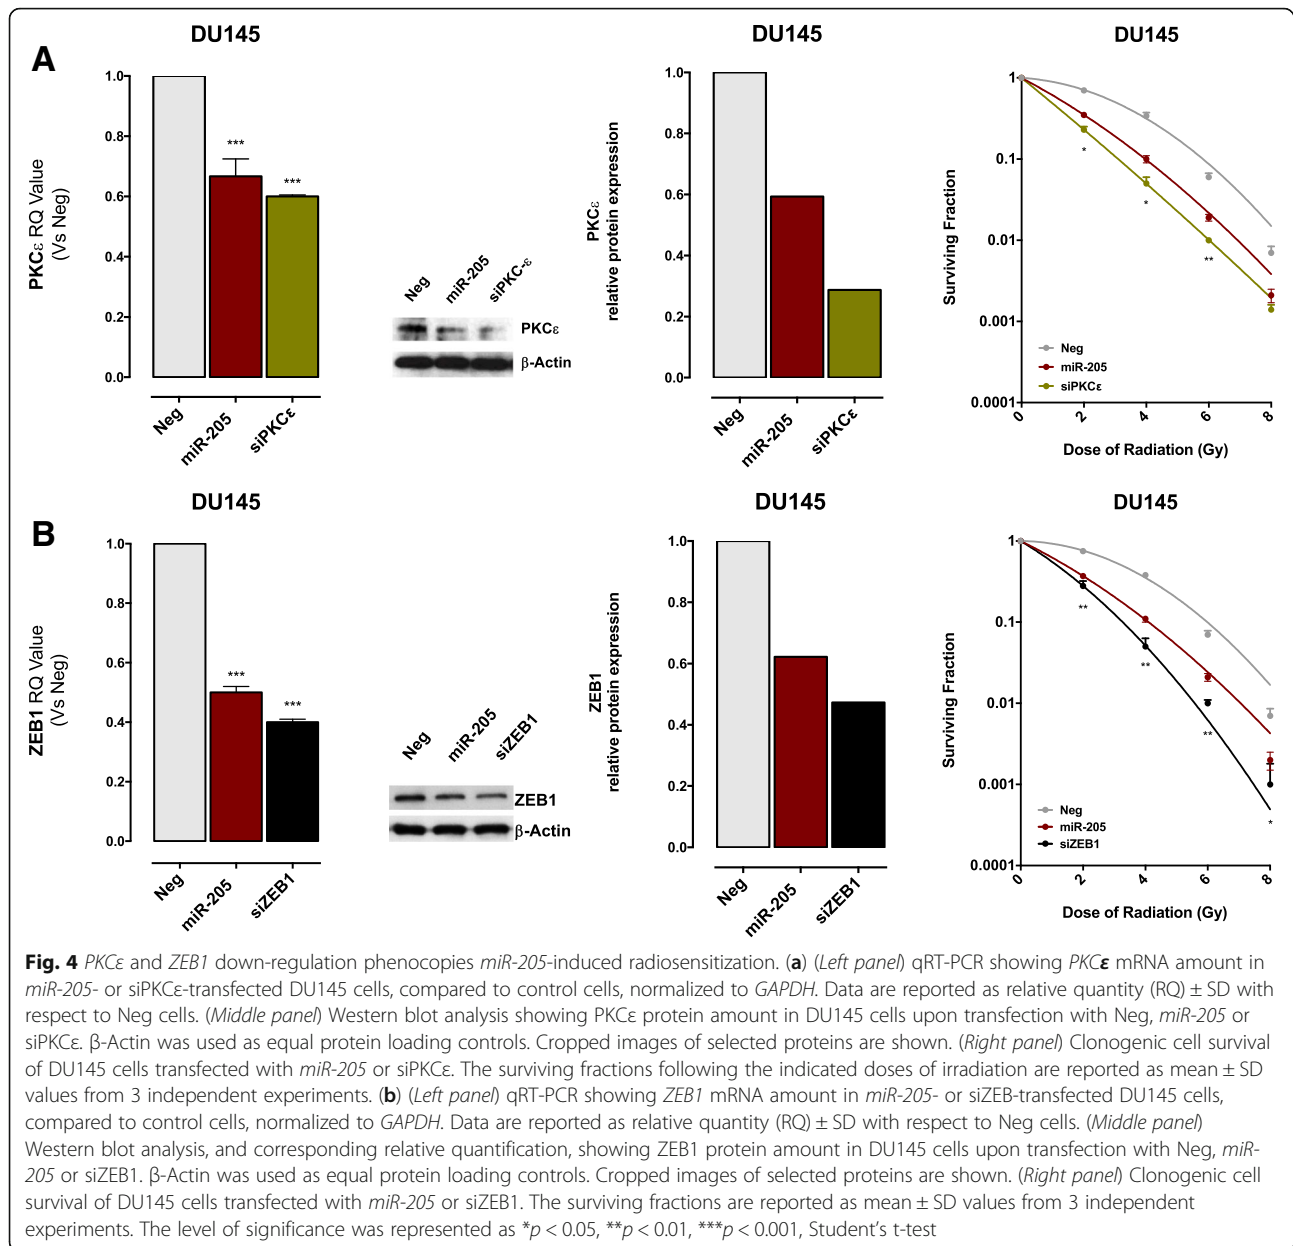 A
DU145
PKCε RQ Value
(Vs Neg)
1.0
0.8
0.6
0.4
0.2
0.0
***
***
Neg
miR-205
siPKCε
Neg
miR-205
siPKC-ε
PKCε
β-Actin
DU145
PKCε
relative protein expression
1.0
0.8
0.6
0.4
0.2
0.0
Neg
miR-205
siPKCε
DU145
Surviving Fraction
1
0.1
0.01
0.001
0.0001
*
*
**
Neg
miR-205
siPKCε
0
2
4
6
8
Dose of Radiation (Gy)
B
DU145
ZEB1 RQ Value
(Vs Neg)
1.0
0.8
0.6
0.4
0.2
0.0
***
***
Neg
miR-205
siZEB1
Neg
miR-205
siZEB1
ZEB1
β-Actin
DU145
ZEB1
relative protein expression
1.0
0.8
0.6
0.4
0.2
0.0
Neg
miR-205
siZEB1
DU145
Surviving Fraction
1
0.1
0.01
0.001
0.0001
**
**
**
*
Neg
miR-205
siZEB1
0
2
4
6
8
Dose of Radiation (Gy)
Fig. 4 PKCε and ZEB1 down-regulation phenocopies miR-205-induced radiosensitization. (a) (Left panel) qRT-PCR showing PKCε mRNA amount in
miR-205- or siPKCε-transfected DU145 cells, compared to control cells, normalized to GAPDH. Data are reported as relative quantity (RQ) ± SD with
respect to Neg cells. (Middle panel) Western blot analysis showing PKCε protein amount in DU145 cells upon transfection with Neg, miR-205 or
siPKCε. β-Actin was used as equal protein loading controls. Cropped images of selected proteins are shown. (Right panel) Clonogenic cell survival
of DU145 cells transfected with miR-205 or siPKCε. The surviving fractions following the indicated doses of irradiation are reported as mean ± SD
values from 3 independent experiments. (b) (Left panel) qRT-PCR showing ZEB1 mRNA amount in miR-205- or siZEB-transfected DU145 cells,
compared to control cells, normalized to GAPDH. Data are reported as relative quantity (RQ) ± SD with respect to Neg cells. (Middle panel)
Western blot analysis, and corresponding relative quantification, showing ZEB1 protein amount in DU145 cells upon transfection with Neg, miR-
205 or siZEB1. β-Actin was used as equal protein loading controls. Cropped images of selected proteins are shown. (Right panel) Clonogenic cell
survival of DU145 cells transfected with miR-205 or siZEB1. The surviving fractions are reported as mean ± SD values from 3 independent
experiments. The level of significance was represented as *p < 0.05, **p < 0.01, ***p < 0.001, Student’s t-test